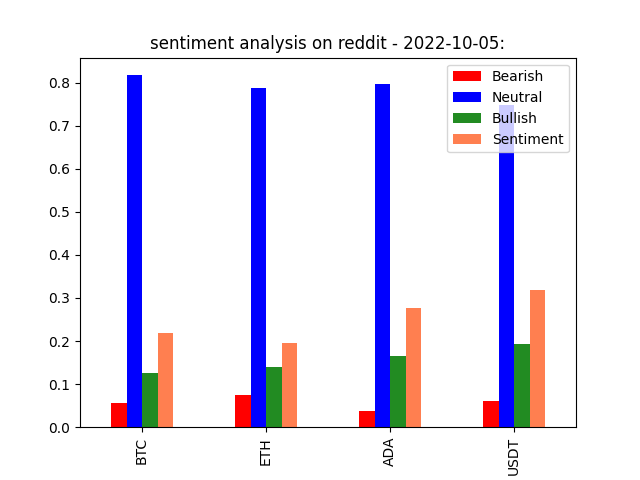 sentiment analysis on reddit - 2022-10-05:
Bearish
Neutral
Bullish
Sentiment
0.8
0.7
0.6
0.5
0.4
0.3
0.2
0.1
0.0
BTC
ETH
ADA
USDT